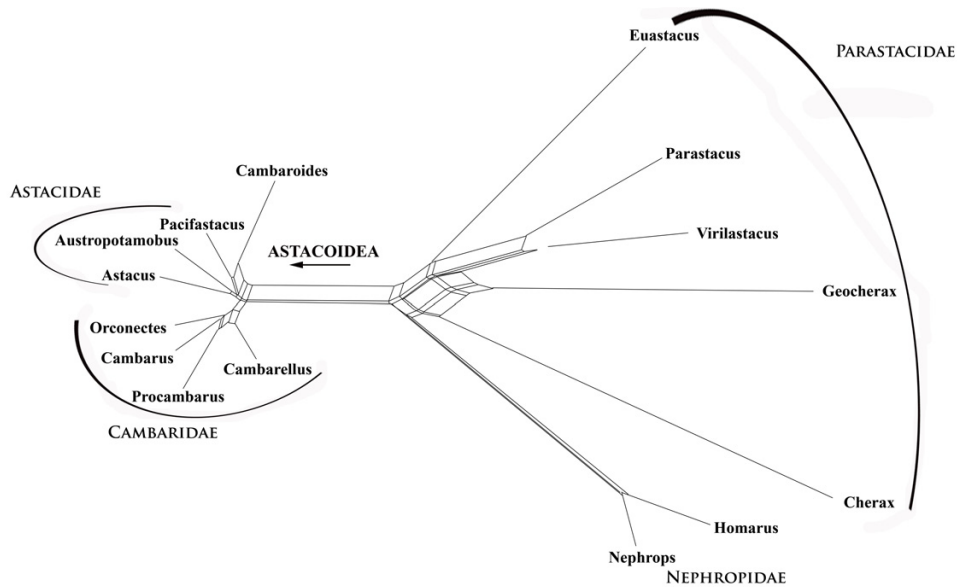 Euastacus
PARASTACIDAE
Parastacus
Cambaroides
ASTACIDAE
Pacifastacus
Austropotamobus
Virilastacus
ASTACOIDEA
Astacus
Geocherax
Orconectes
Cambarus
Cambarellus
Procambarus
CAMBARIDAE
Cherax
Homarus
Nephrops
NEPHROPIDAE